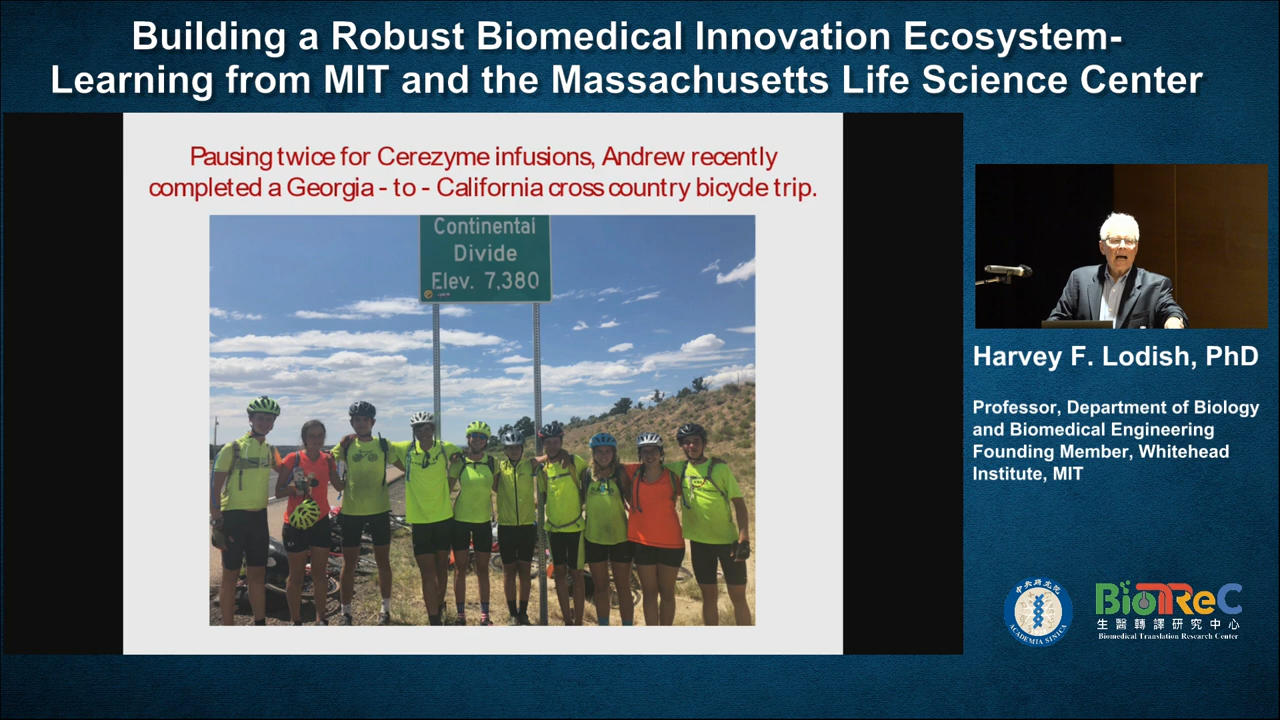 Building a Robust Biomedical Innovation Ecosystem-
Learning from MIT and the Massachusetts Life Science Center
Pausing twice for Cerezyme infusions, Andrew recently
completed a Georgia - to - California cross country bicycle trip.
Continental
Divide
Elev. 7,380
Harvey F. Lodish, PhD
Professor, Department of Biology
and Biomedical Engineering
Founding Member, Whitehead
Institute, MIT
中央研究院
ACADEMIA SINICA
BioTReC
生醫轉譯研究中心
Biomedical Translation Research Center